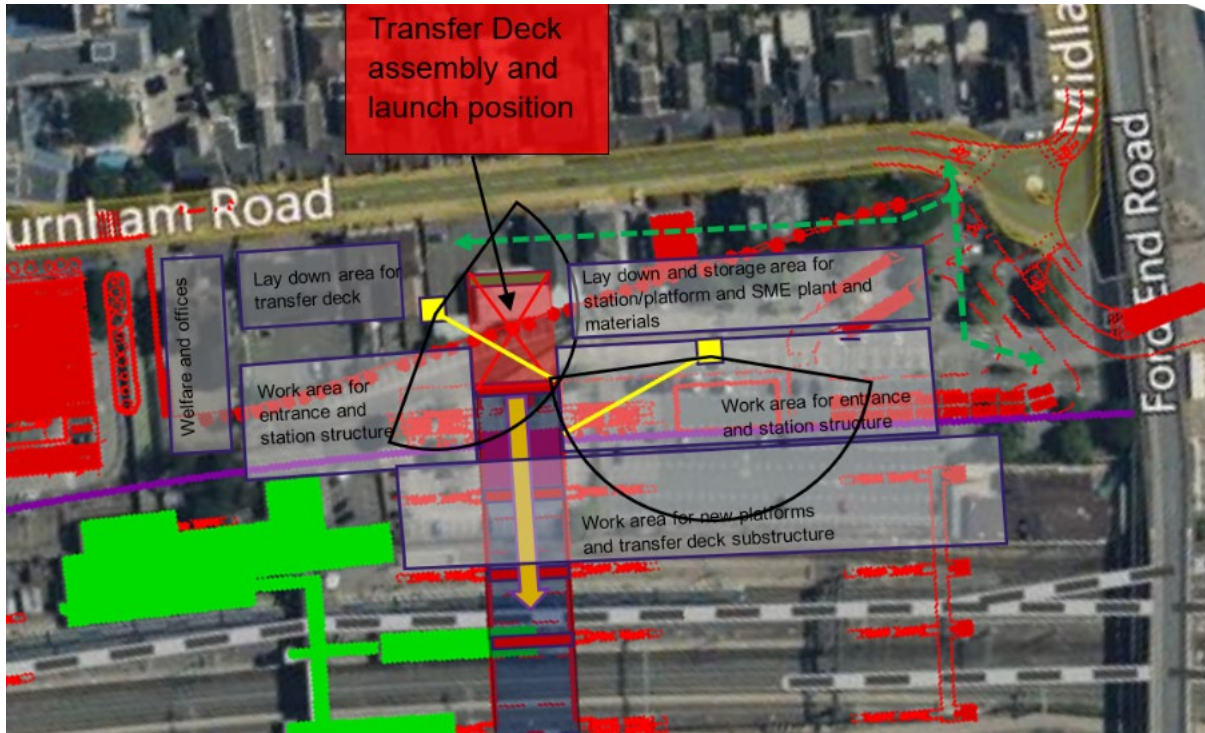 Transfer Deck
assembly and
launch position
Midla
urnham Road
Ford End Road
Welfare and offices
Lay down area for
transfer deck
Lay down and storage area for
station/platform and SME plant and
materials
Work area for
entrance and
station structure
Work area for entrance
and station structure
Work area for new platforms
and transfer deck substructure